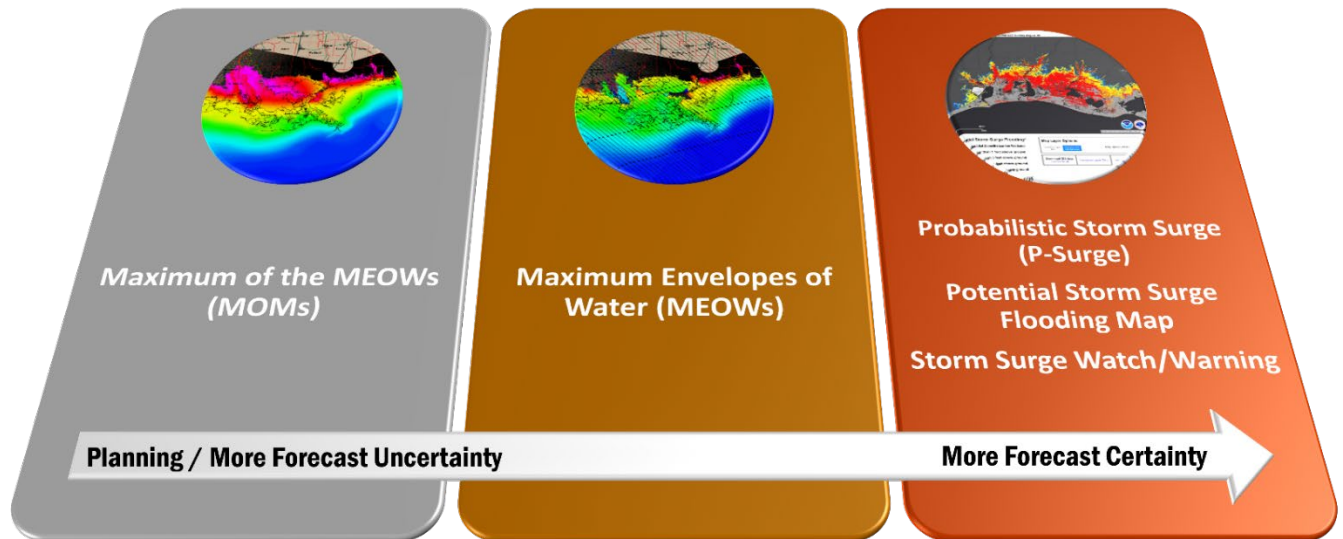 Maximum of the MEOWs
(MOMs)
Maximum Envelopes of
Water (MEOWs)
Probabilistic Storm Surge
(P-Surge)
Potential Storm Surge
Flooding Map
Storm Surge Watch/Warning
Planning / More Forecast Uncertainty
More Forecast Certainty